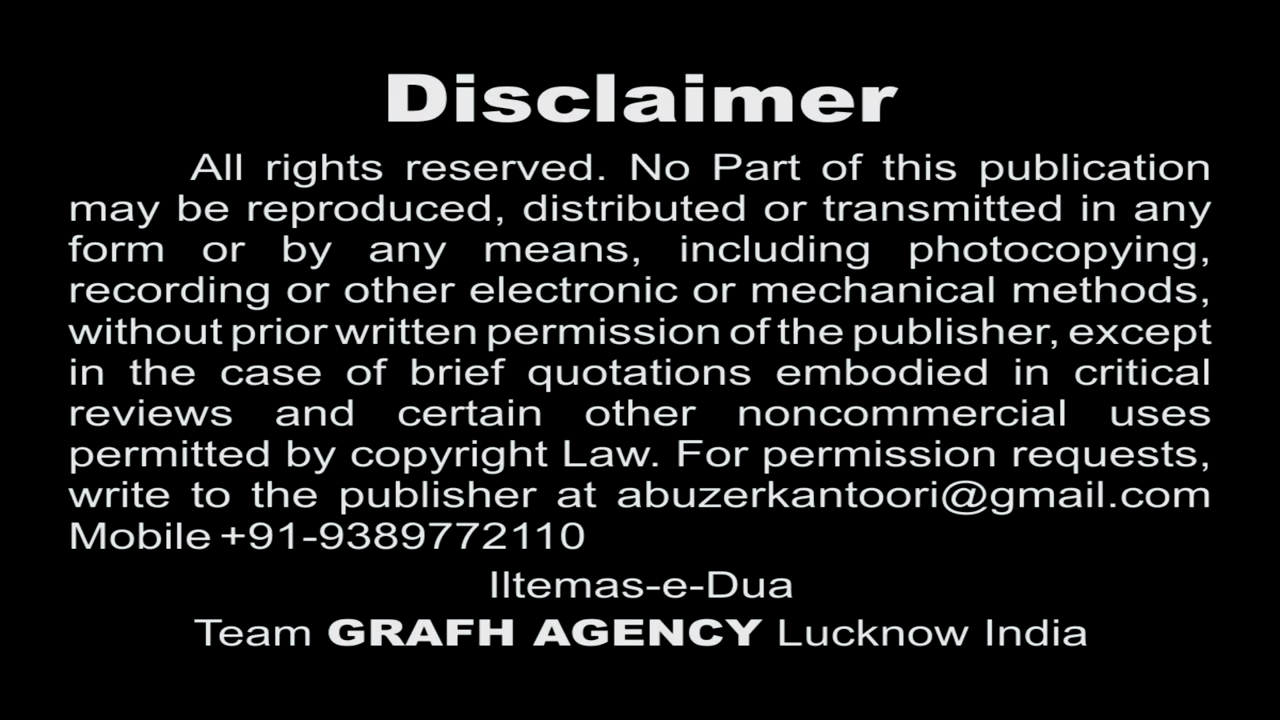 Disclaimer
All rights reserved. No Part of this publication
may be reproduced, distributed or transmitted in any
form or by any means, including photocopying,
recording or other electronic or mechanical methods,
without prior written permission of the publisher, except
in the case of brief quotations embodied in critical
reviews and certain other noncommercial uses
permitted by copyright Law. For permission requests,
write to the publisher at abuzerkantoori@gmail.com
Mobile +91-9389772110
Iltemas-e-Dua
Team GRAFH AGENCY Lucknow India